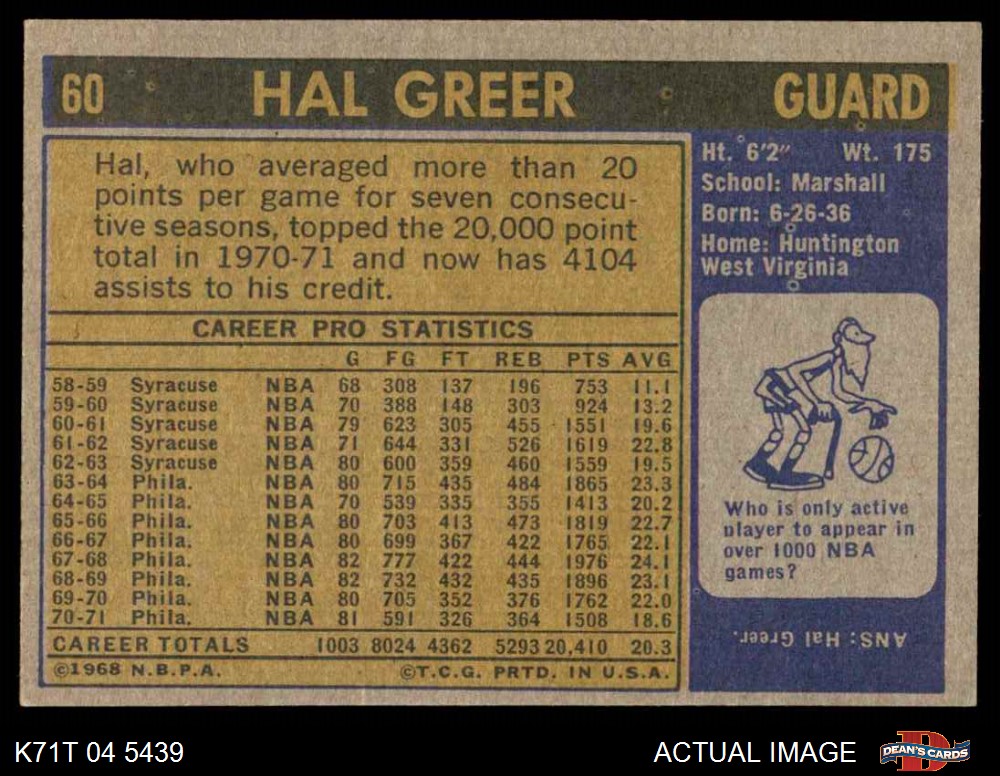 60 HAL GREER GUARD
Hal, who averaged more than 20
points per game for seven consecu-
tive seasons, topped the 20,000 point
total in 1970-71 and now has 4104
assists to his credit.
CAREER PRO STATISTICS
G FG FT REB PTS AVG
58-59 Syracuse NBA 68 308 137 196 753 11.1
59-60 Syracuse NBA 70 388 148 303 924 13.2
60-61 Syracuse NBA 79 623 305 455 1551 19.6
61-62 Syracuse NBA 71 644 331 526 1619 22.8
62-63 Syracuse NBA 80 600 359 460 1559 19.5
63-64 Phila. NBA 80 715 435 484 1865 23.3
64-65 Phila. NBA 70 539 335 355 1413 20.2
65-66 Phila. NBA 80 703 413 473 1819 22.7
66-67 Phila. NBA 80 699 367 422 1765 22.1
67-68 Phila. NBA 82 777 422 444 1976 24.1
68-69 Phila. NBA 82 732 432 435 1896 23.1
69-70 Phila. NBA 80 705 352 376 1762 22.0
70-71 Phila. NBA 81 591 326 364 1508 18.6
CAREER TOTALS 1003 8024 4362 5293 20,410 20.3
©1968 N.B.P.A. ©T.C.G. PRTD. IN U.S.A.
Ht. 6'2" Wt. 175
School: Marshall
Born: 6-26-36
Home: Huntington
West Virginia
Who is only active
player to appear in
over 1000 NBA
games?
ANS: Hal Greer.
K71T 04 5439 ACTUAL IMAGE DEAN'S CARDS